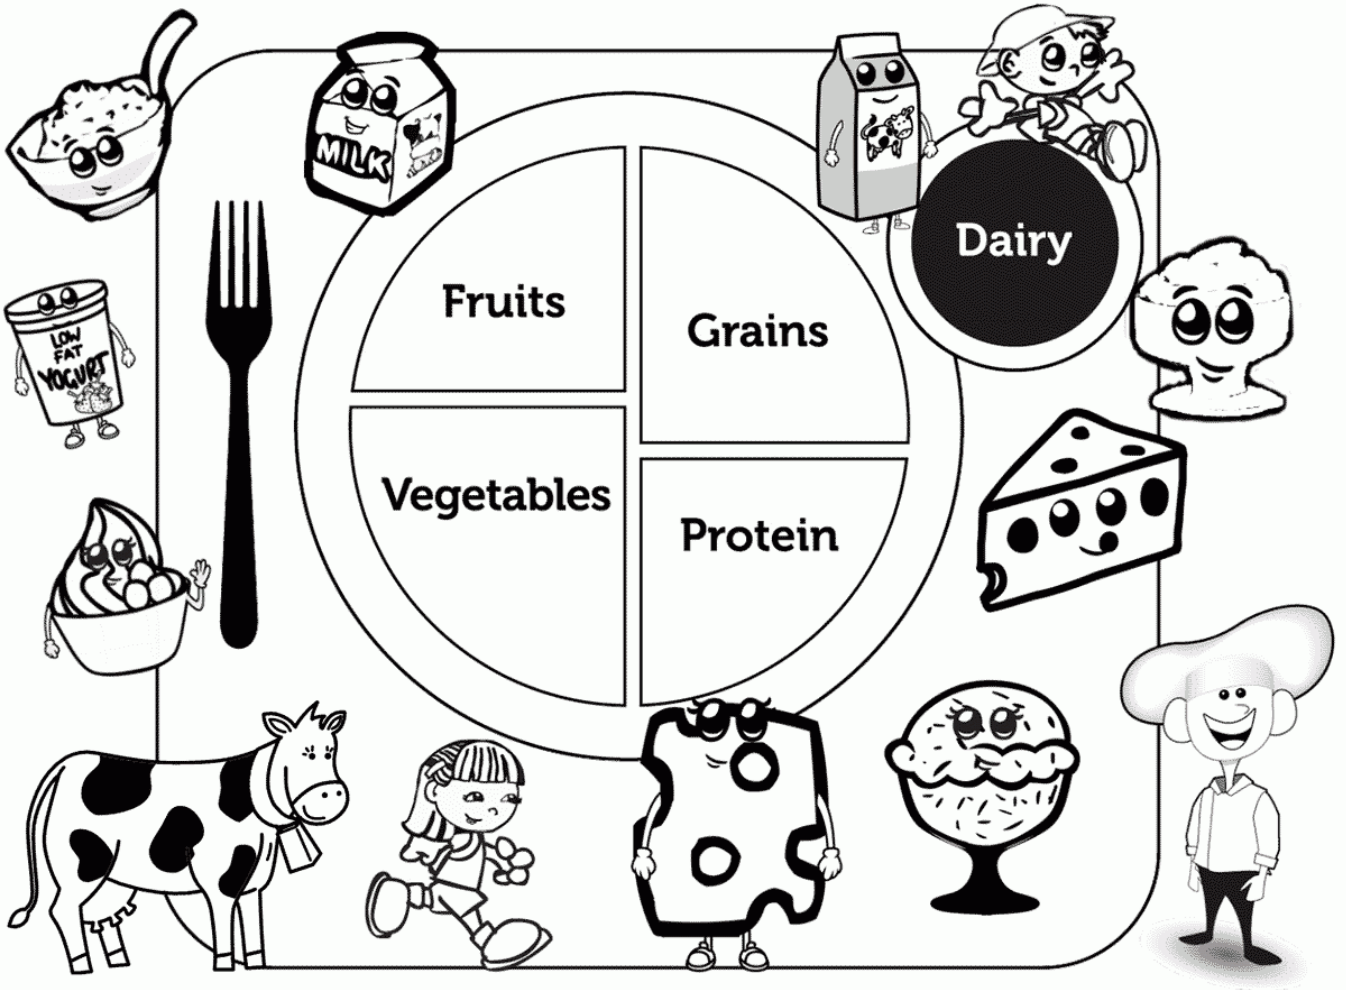 MILK
Dairy
Fruits
Grains
LOW
FAT
YOGURT
Vegetables
Protein